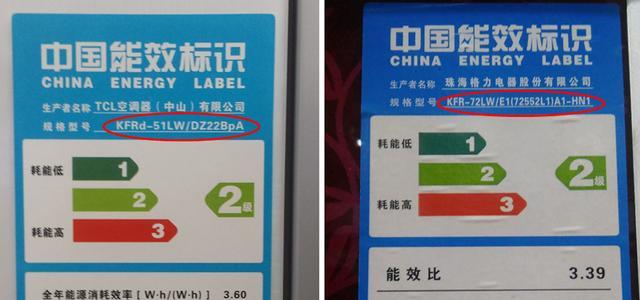 中国能效标识
CHINA ENERGY LABEL
生产者名称 TCL空调器（中山）有限公司
规格型号 KFRd-51LW/DZ22BpA
耗能低
1
2
2级
耗能高
3
全年能源消耗效率[W·h/(W·h)] 3.60
中国能效标识
CHINA ENERGY LABEL
生产者名称 珠海格力电器股份有限公司
规格型号 KFR-72LW/E1(72552L1)A1-HN1
耗能低
1
2
2级
耗能高
3
能效比 3.39